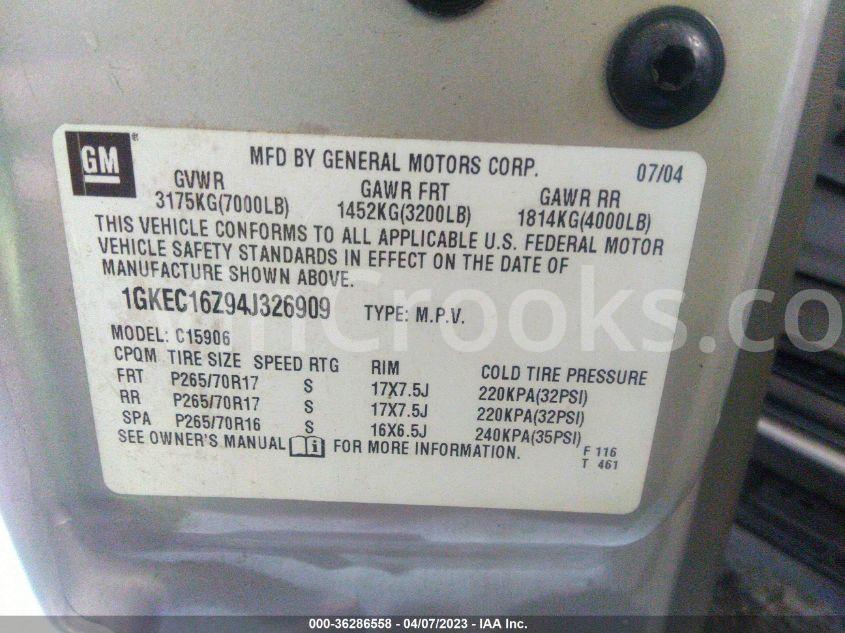 GM
MFD BY GENERAL MOTORS CORP. 07/04
GVWR GAWR FRT GAWR RR
3175KG(7000LB) 1452KG(3200LB) 1814KG(4000LB)
THIS VEHICLE CONFORMS TO ALL APPLICABLE U.S. FEDERAL MOTOR
VEHICLE SAFETY STANDARDS IN EFFECT ON THE DATE OF
MANUFACTURE SHOWN ABOVE.
1GKEC16Z94J326909 TYPE: M.P.V.
MODEL: C15906
CPQM TIRE SIZE SPEED RTG RIM COLD TIRE PRESSURE
FRT P265/70R17 S 17X7.5J 220KPA(32PSI)
RR P265/70R17 S 17X7.5J 220KPA(32PSI)
SPA P265/70R16 S 16X6.5J 240KPA(35PSI)
SEE OWNER'S MANUAL FOR MORE INFORMATION.
F 116
T 461
000-36286558 - 04/07/2023 - IAA Inc.